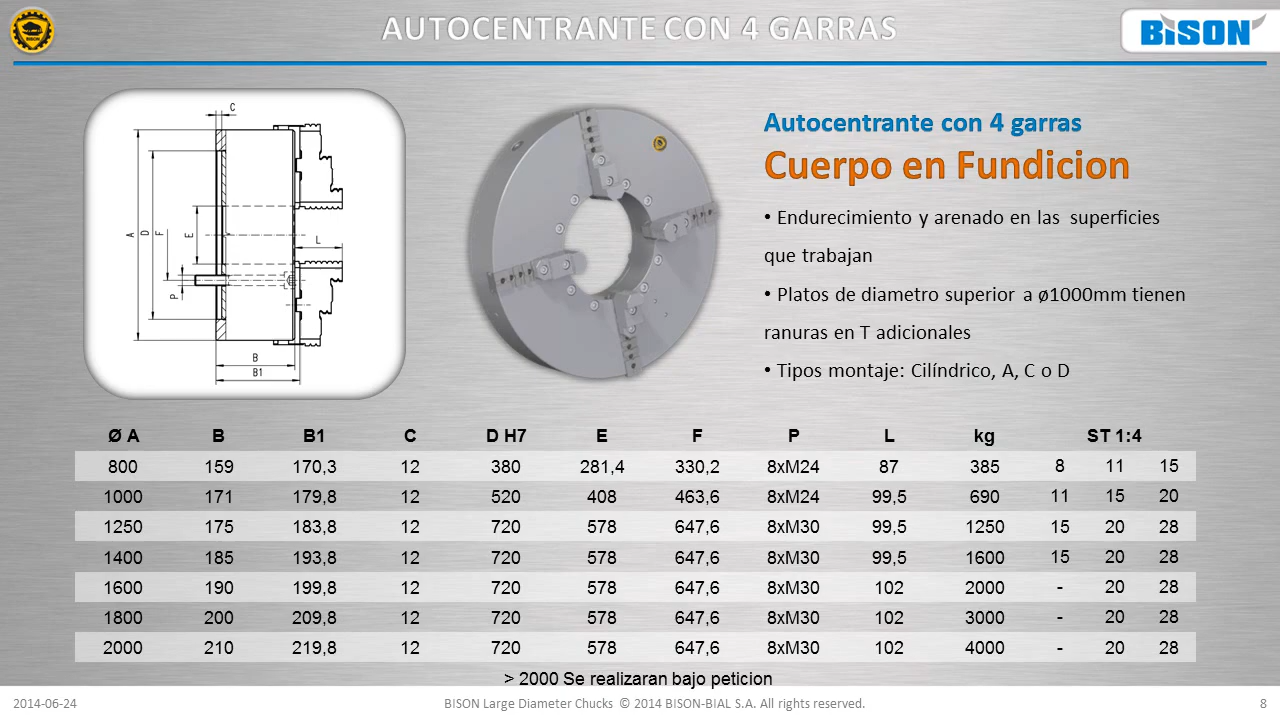 AUTOCENTRANTE CON 4 GARRAS
BISON
BISON
C
A
D
F
E
L
P
B
B1
Autocentrante con 4 garras
Cuerpo en Fundicion
• Endurecimiento y arenado en las superficies
que trabajan
• Platos de diametro superior a ø1000mm tienen
ranuras en T adicionales
• Tipos montaje: Cilíndrico, A, C o D
Ø A B B1 C D H7 E F P L kg ST 1:4
800 159 170,3 12 380 281,4 330,2 8xM24 87 385 8 11 15
1000 171 179,8 12 520 408 463,6 8xM24 99,5 690 11 15 20
1250 175 183,8 12 720 578 647,6 8xM30 99,5 1250 15 20 28
1400 185 193,8 12 720 578 647,6 8xM30 99,5 1600 15 20 28
1600 190 199,8 12 720 578 647,6 8xM30 102 2000 - 20 28
1800 200 209,8 12 720 578 647,6 8xM30 102 3000 - 20 28
2000 210 219,8 12 720 578 647,6 8xM30 102 4000 - 20 28
> 2000 Se realizaran bajo peticion
2014-06-24 BISON Large Diameter Chucks © 2014 BISON-BIAL S.A. All rights reserved. 8